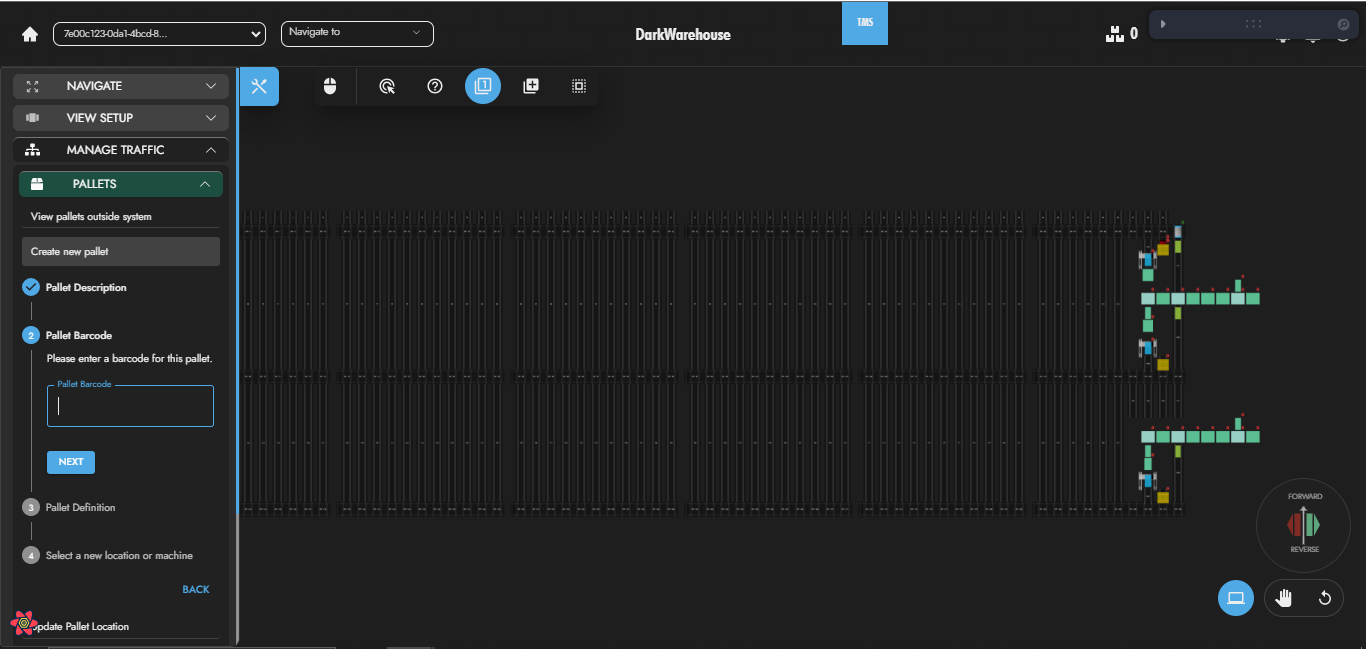 7e00c123-0da1-4bcd-8...
Navigate to
DarkWarehouse
TMS
0
NAVIGATE
VIEW SETUP
MANAGE TRAFFIC
PALLETS
View pallets outside system
Create new pallet
Pallet Description
2 Pallet Barcode
Please enter a barcode for this pallet.
Pallet Barcode
NEXT
3 Pallet Definition
4 Select a new location or machine
BACK
pdate Pallet Location
1
FORWARD
REVERSE